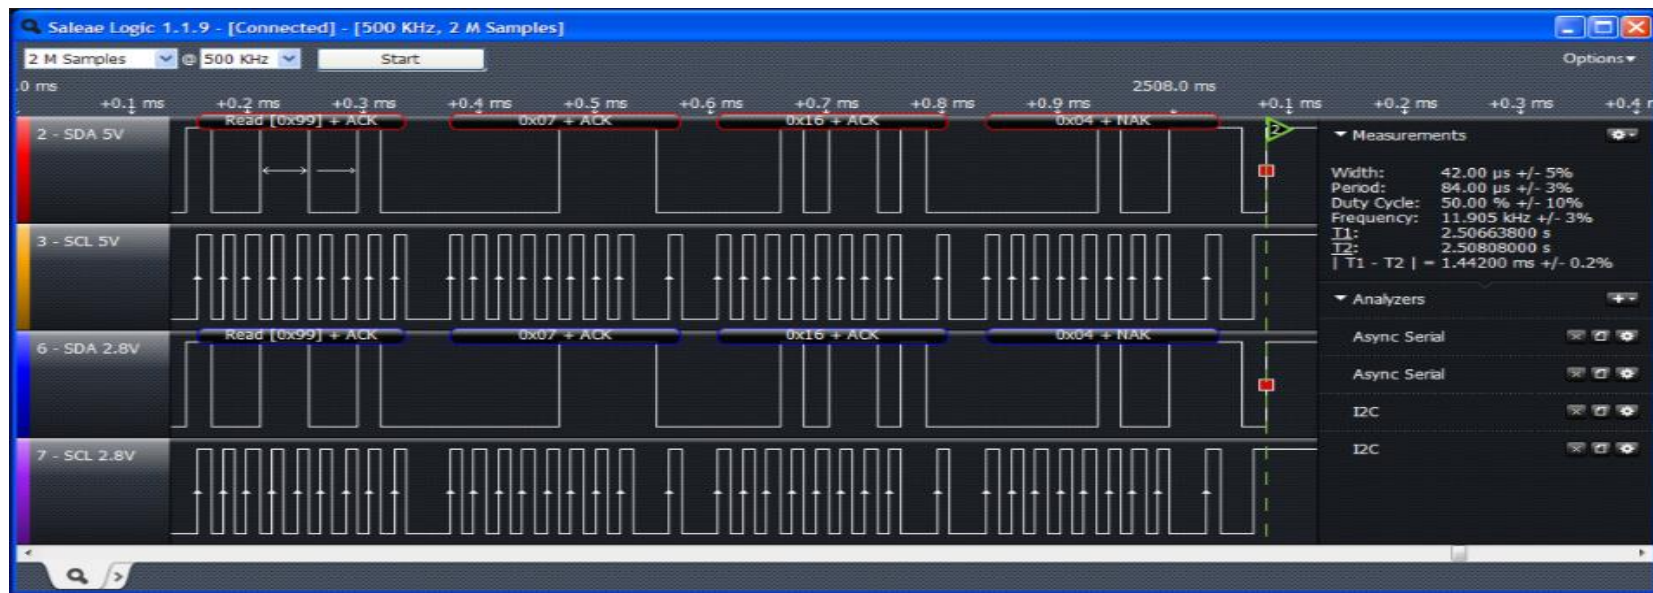 Saleae Logic 1.1.9 - [Connected] - [500 KHz, 2 M Samples]
2 M Samples @ 500 KHz Start Options
.0 ms 2508.0 ms
+0.1 ms +0.2 ms +0.3 ms +0.4 ms +0.5 ms +0.6 ms +0.7 ms +0.8 ms +0.9 ms +0.1 ms +0.2 ms +0.3 ms +0.4
2 - SDA 5V
Read [0x99] + ACK 0x07 + ACK 0x16 + ACK 0x04 + NAK
2
3 - SCL 5V
6 - SDA 2.8V
Read [0x99] + ACK 0x07 + ACK 0x16 + ACK 0x04 + NAK
7 - SCL 2.8V
Measurements
Width: 42.00 µs +/- 5%
Period: 84.00 µs +/- 3%
Duty Cycle: 50.00 % +/- 10%
Frequency: 11.905 kHz +/- 3%
T1: 2.50663800 s
T2: 2.50808000 s
| T1 - T2 | = 1.44200 ms +/- 0.2%
Analyzers
Async Serial
Async Serial
I2C
I2C